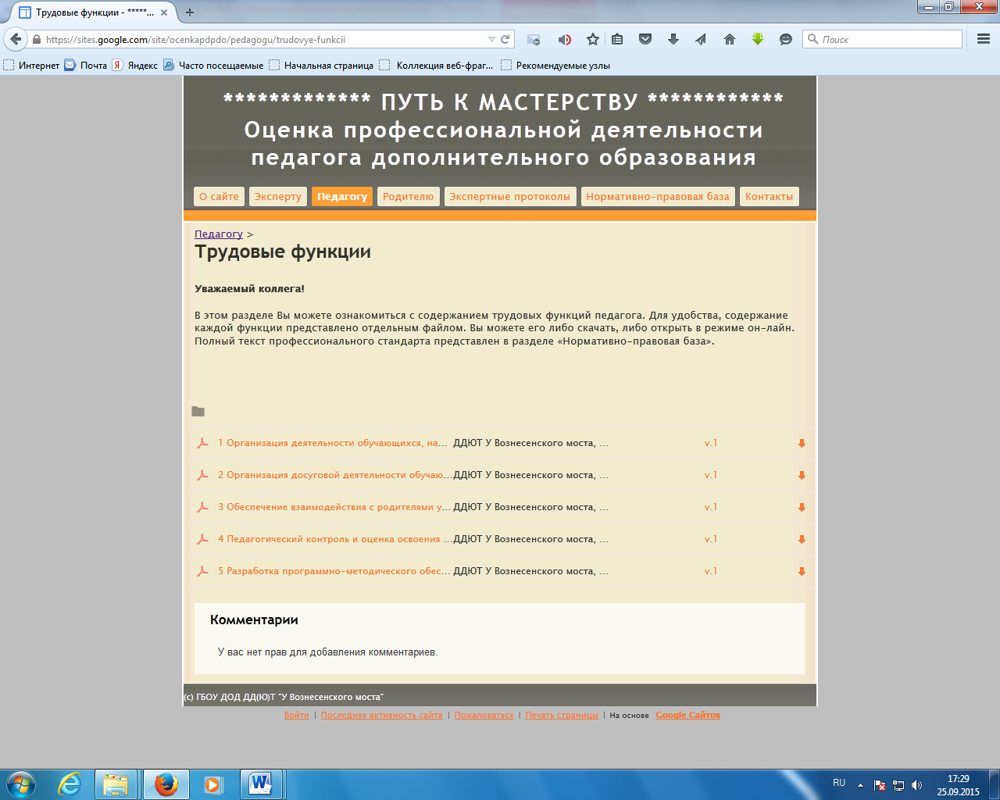 Трудовые функции - *****...
https://sites.google.com/site/ocenkapdpdo/pedagogu/trudovye-funkcii
Поиск
Интернет Почта Яндекс Часто посещаемые Начальная страница Коллекция веб-фраг... Рекомендуемые узлы
************* ПУТЬ К МАСТЕРСТВУ ************
Оценка профессиональной деятельности
педагога дополнительного образования
О сайте Эксперту Педагогу Родителю Экспертные протоколы Нормативно-правовая база Контакты
Педагогу >
Трудовые функции
Уважаемый коллега!
В этом разделе Вы можете ознакомиться с содержанием трудовых функций педагога. Для удобства, содержание
каждой функции представлено отдельным файлом. Вы можете его либо скачать, либо открыть в режиме он-лайн.
Полный текст профессионального стандарта представлен в разделе «Нормативно-правовая база».
1 Организация деятельности обучающихся, на... ДДЮТ У Вознесенского моста, ... v.1
2 Организация досуговой деятельности обучаю... ДДЮТ У Вознесенского моста, ... v.1
3 Обеспечение взаимодействия с родителями у... ДДЮТ У Вознесенского моста, ... v.1
4 Педагогический контроль и оценка освоения ... ДДЮТ У Вознесенского моста, ... v.1
5 Разработка программно-методического обес... ДДЮТ У Вознесенского моста, ... v.1
Комментарии
У вас нет прав для добавления комментариев.
(с) ГБОУ ДОД ДД(Ю)Т "У Вознесенского моста"
Войти | Последняя активность сайта | Пожаловаться | Печать страницы | На основе Google Сайтов
RU 17:29
25.09.2015